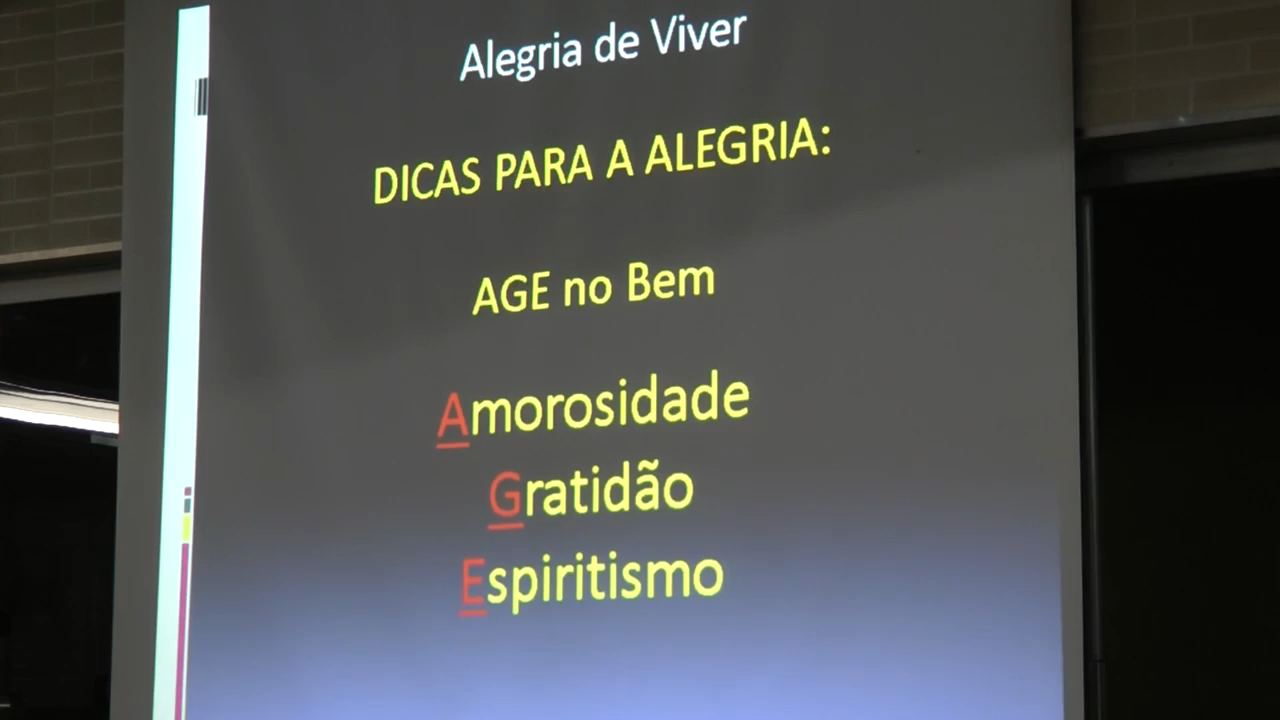 Alegria de Viver
DICAS PARA A ALEGRIA:
AGE no Bem
Amorosidade
Gratidão
Espiritismo